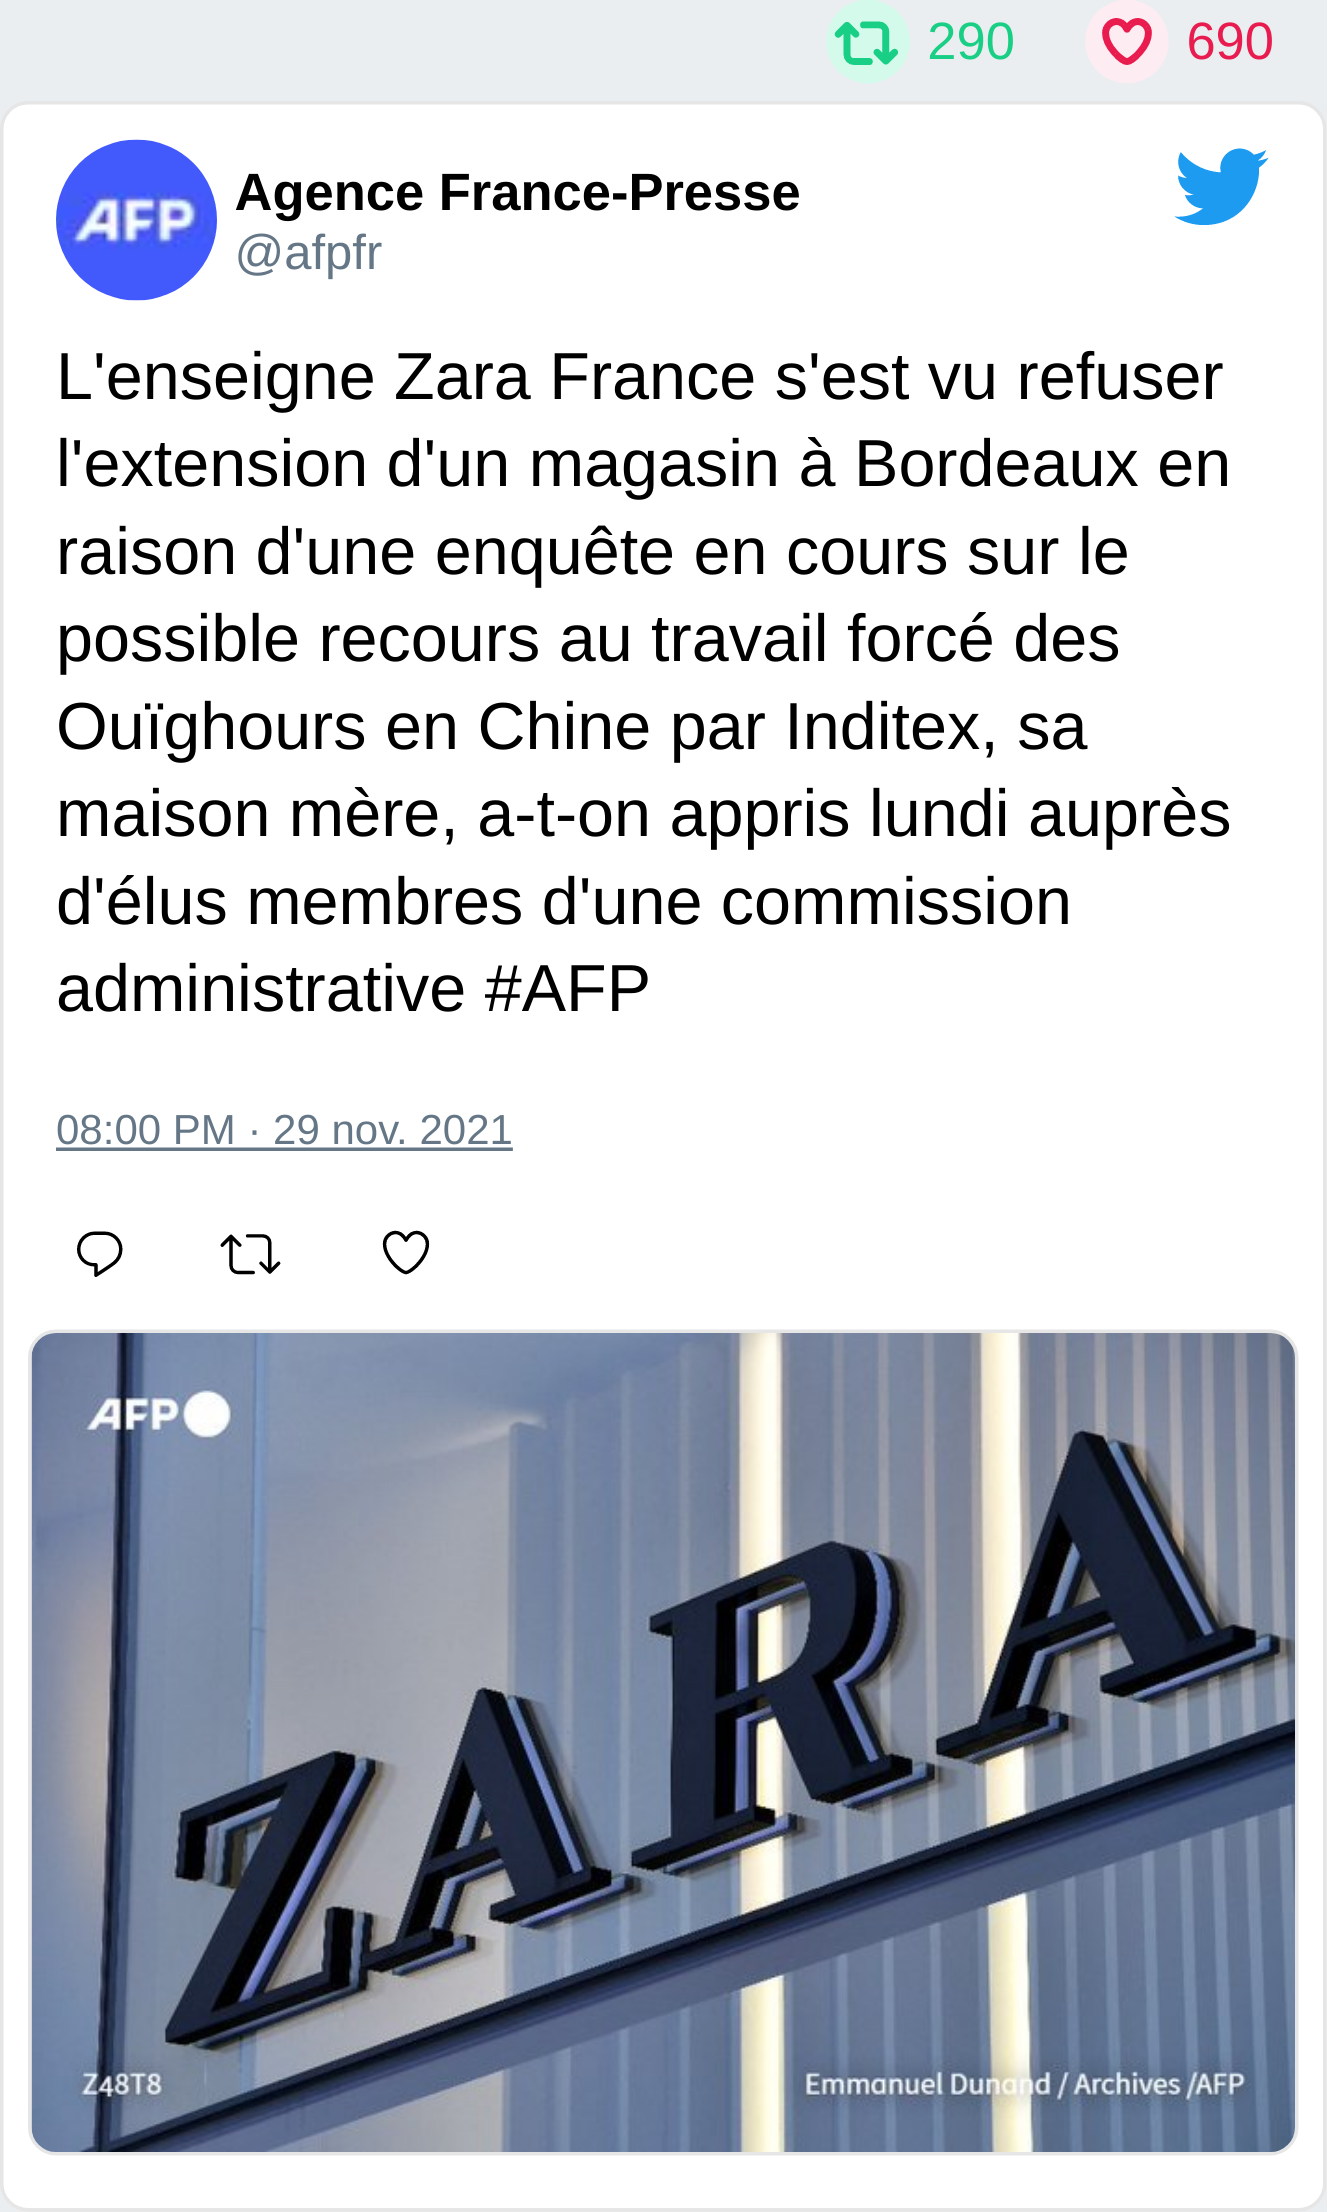 290 690
AFP
Agence France-Presse
@afpfr
L'enseigne Zara France s'est vu refuser
l'extension d'un magasin à Bordeaux en
raison d'une enquête en cours sur le
possible recours au travail forcé des
Ouïghours en Chine par Inditex, sa
maison mère, a-t-on appris lundi auprès
d'élus membres d'une commission
administrative #AFP
08:00 PM · 29 nov. 2021
AFP
ZARA
Z48T8
Emmanuel Dunand / Archives /AFP